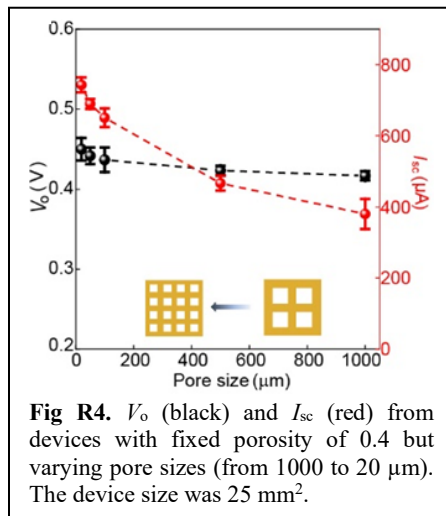 0.6
0.5
0.4
0.3
0.2
Vo (V)
800
600
400
200
0
Isc (μA)
0 200 400 600 800 1000
Pore size (μm)
Fig R4. Vo (black) and Isc (red) from
devices with fixed porosity of 0.4 but
varying pore sizes (from 1000 to 20 μm).
The device size was 25 mm².